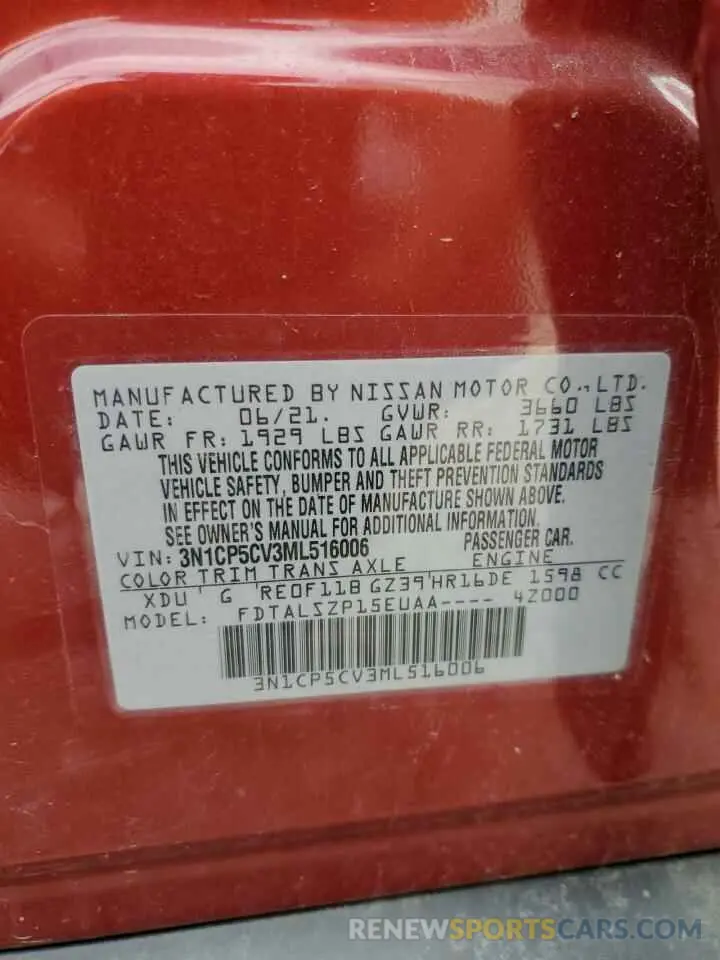 MANUFACTURED BY NISSAN MOTOR CO., LTD.
DATE: 06/21. GVWR: 3660 LBS
GAWR FR: 1929 LBS GAWR RR: 1731 LBS
THIS VEHICLE CONFORMS TO ALL APPLICABLE FEDERAL MOTOR
VEHICLE SAFETY, BUMPER AND THEFT PREVENTION STANDARDS
IN EFFECT ON THE DATE OF MANUFACTURE SHOWN ABOVE.
SEE OWNER'S MANUAL FOR ADDITIONAL INFORMATION.
VIN: 3N1CP5CV3ML516006 PASSENGER CAR.
COLOR TRIM TRANS AXLE ENGINE
XDU G RE0F11B GZ39 HR16DE 1598 CC
MODEL: FDTALSZP15EUAA---- 4Z000
3N1CP5CV3ML516006
RENEWSPORTSCARS.COM